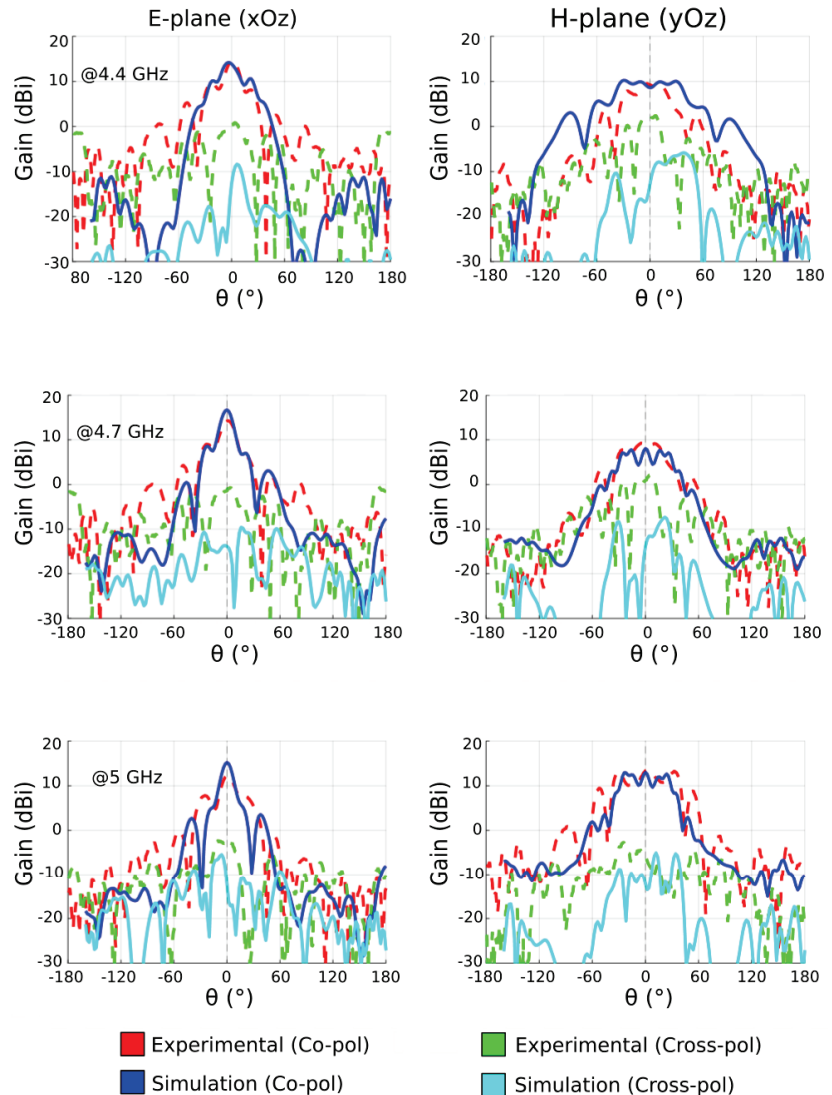 E-plane (xOz)
H-plane (yOz)
@4.4 GHz
Gain (dBi)
20
10
0
-10
-20
-30
80 -120 -60 0 60 120 180
θ (°)
Gain (dBi)
20
10
0
-10
-20
-30
-180 -120 -60 0 60 120 180
θ (°)
@4.7 GHz
Gain (dBi)
20
10
0
-10
-20
-30
-180 -120 -60 0 60 120 180
θ (°)
Gain (dBi)
20
10
0
-10
-20
-30
-180 -120 -60 0 60 120 180
θ (°)
@5 GHz
Gain (dBi)
20
10
0
-10
-20
-30
-180 -120 -60 0 60 120 180
θ (°)
Gain (dBi)
20
10
0
-10
-20
-30
-180 -120 -60 0 60 120 180
θ (°)
Experimental (Co-pol)
Experimental (Cross-pol)
Simulation (Co-pol)
Simulation (Cross-pol)